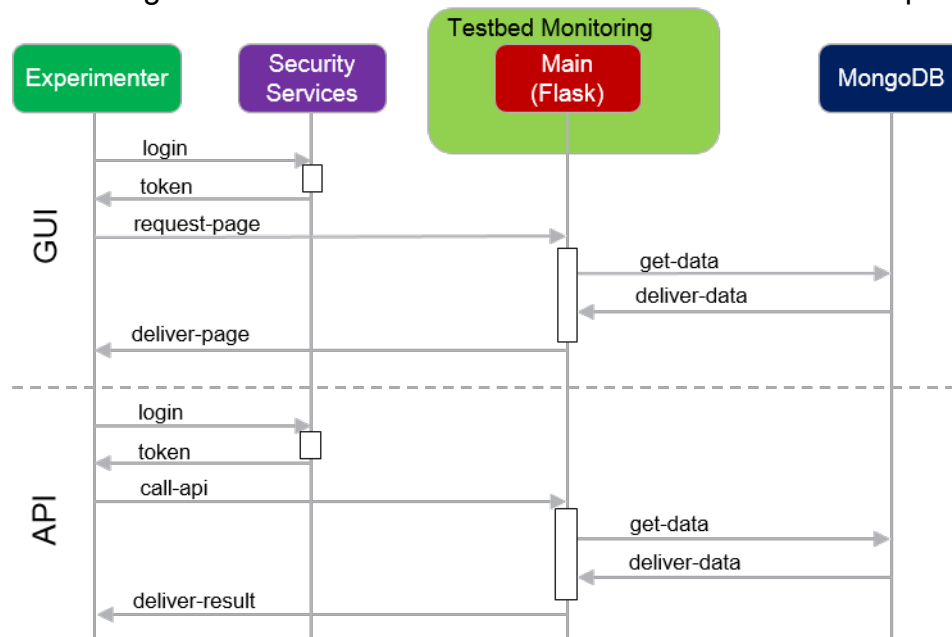 Testbed Monitoring
Experimenter
Security
Services
Main
(Flask)
MongoDB
GUI
login
token
request-page
get-data
deliver-data
deliver-page
API
login
token
call-api
get-data
deliver-data
deliver-result